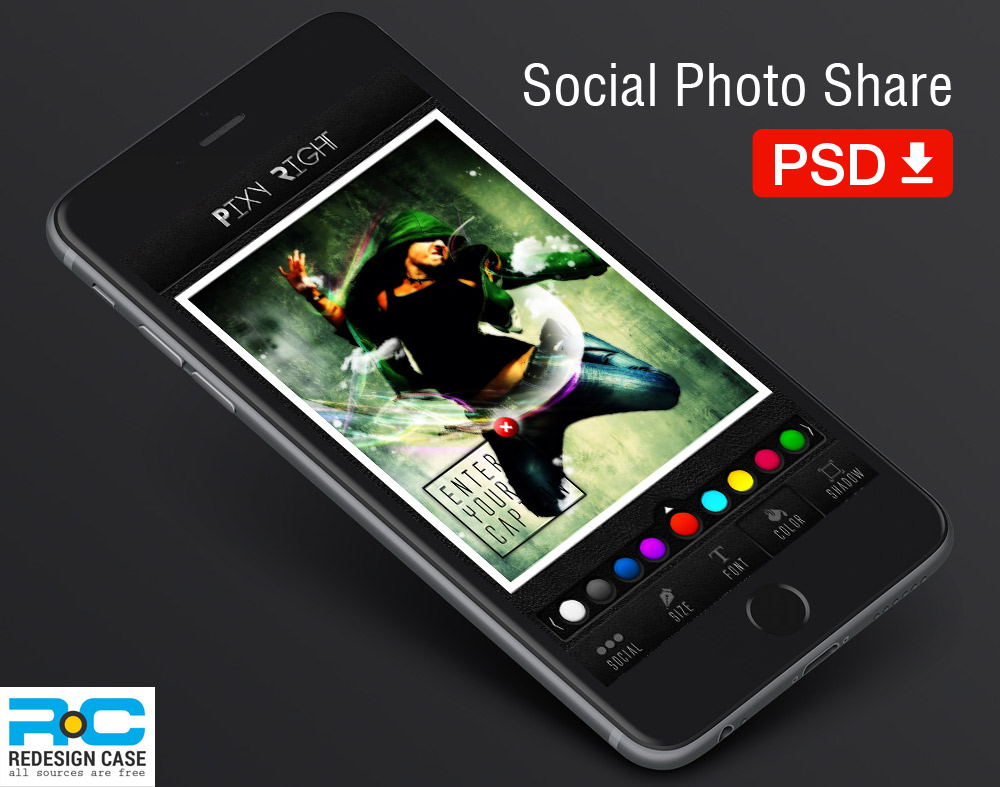 Social Photo Share
PSD
PIXY RIGHT
ENTER
YOUR
SOCIAL
SIZE
FONT
COLOR
SHADOW
RC
REDESIGN CASE
all sources are free